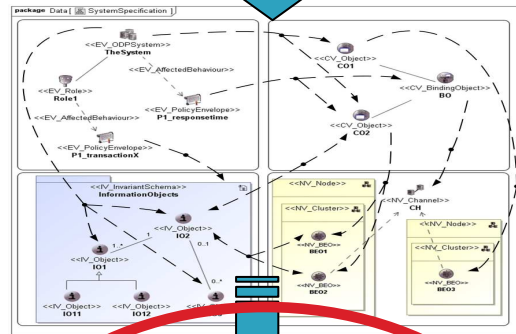 package Data[ SystemSpecification ]
<<EV_ODPSystem>>
TheSystem
<<EV_AffectedBehaviour>>
<<EV_Role>>
Role1
<<EV_AffectedBehaviour>>
<<EV_PolicyEnvelope>>
P1_responsetime
<<EV_PolicyEnvelope>>
P1_transactionX
<<CV_Object>>
CO1
<<CV_BindingObject>>
BO
<<CV_Object>>
CO2
<<IV_InvariantSchema>>
InformationObjects
<<IV_Object>>
IO2
1..*
1
0..1
<<IV_Object>>
IO1
0..*
<<IV_Object>>
IO11
<<IV_Object>>
IO12
<<NV_Node>>
<<NV_Cluster>>
<<NV_BEO>>
BEO1
<<NV_BEO>>
BEO2
<<NV_Channel>>
CH
<<NV_Node>>
<<NV_Cluster>>
<<NV_BEO>>
BEO3